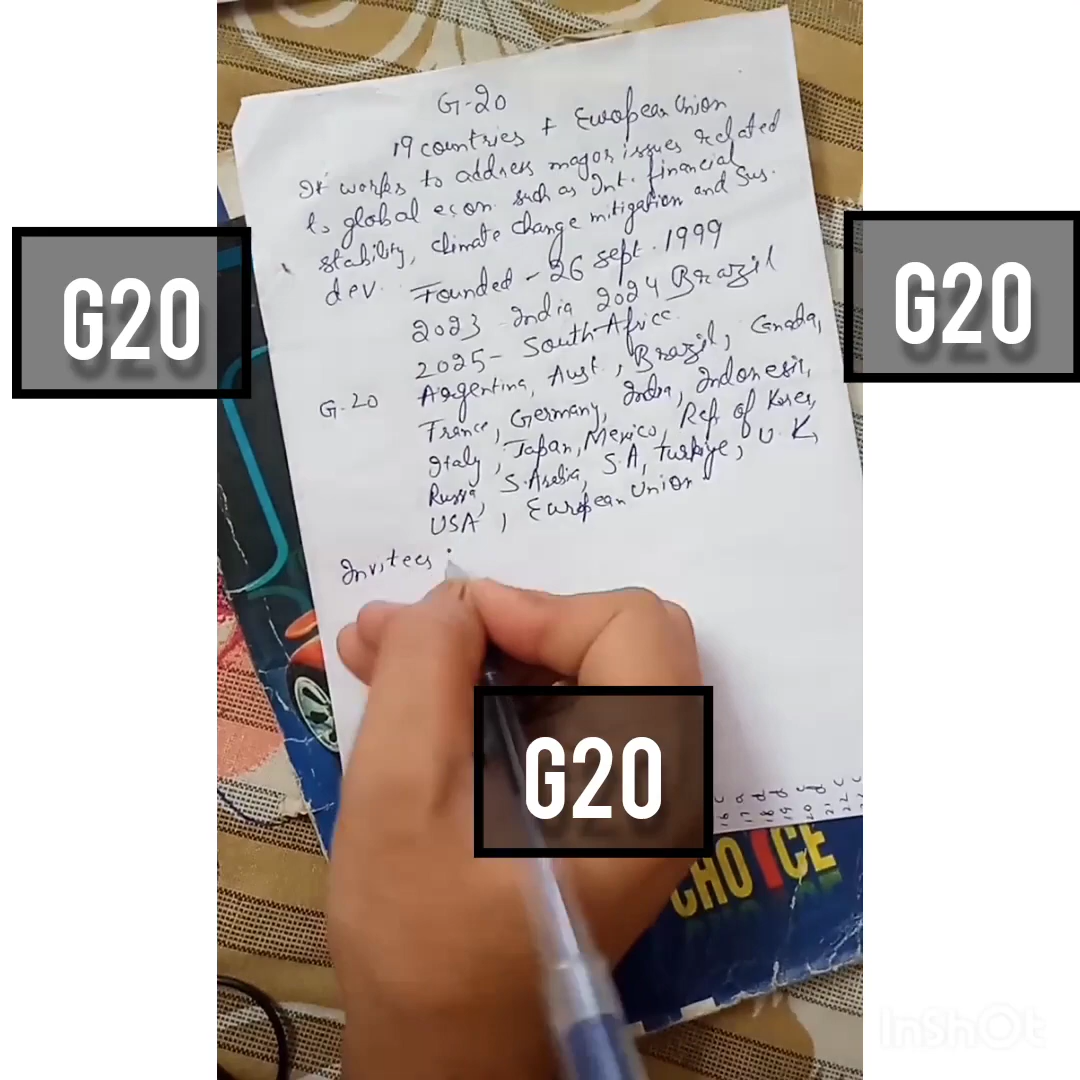 G-20
19 countries + European Union
It works to address magor issues related
to global econ. such as Int. financial
stability, climate change mitigation and sus.
dev.
Founded - 26 sept. 1999
2023 - India 2024 Brazil
2025 - South Africa
G-20 Argentina, Aust., Brazil, Canada,
France, Germany, India, Indonesia,
Italy, Japan, Mexico, Rep. of Korea,
Russia, S. Arabia, S.A, Turkiye, U.K,
USA, European Union.
Invitees :
G20
G20
G20
CHOICE
InShOt